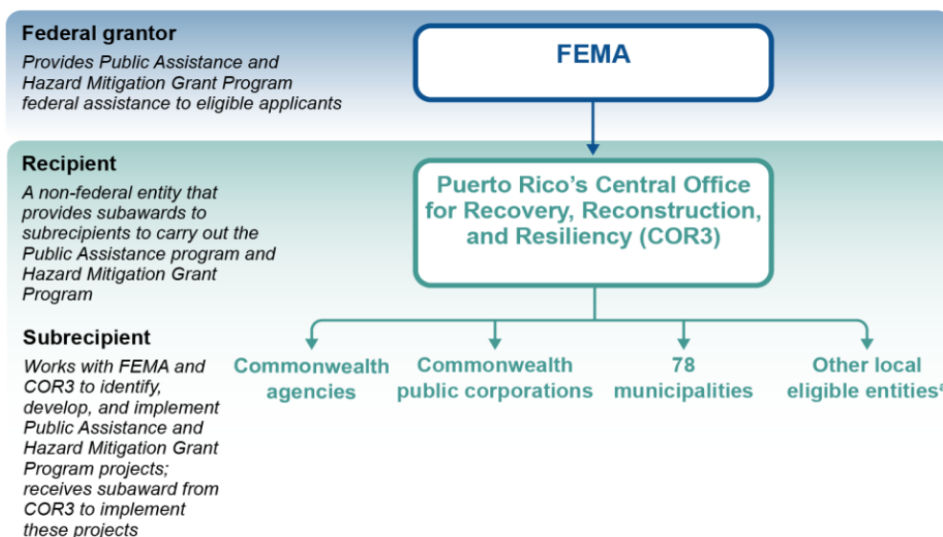 Federal grantor
Provides Public Assistance and
Hazard Mitigation Grant Program
federal assistance to eligible applicants
FEMA
Recipient
A non-federal entity that
provides subawards to
subrecipients to carry out the
Public Assistance program and
Hazard Mitigation Grant
Program
Puerto Rico's Central Office
for Recovery, Reconstruction,
and Resiliency (COR3)
Subrecipient
Works with FEMA and
COR3 to identify,
develop, and implement
Public Assistance and
Hazard Mitigation Grant
Program projects;
receives subaward from
COR3 to implement
these projects
Commonwealth
agencies
Commonwealth
public corporations
78
municipalities
Other local
eligible entitiesᵃ